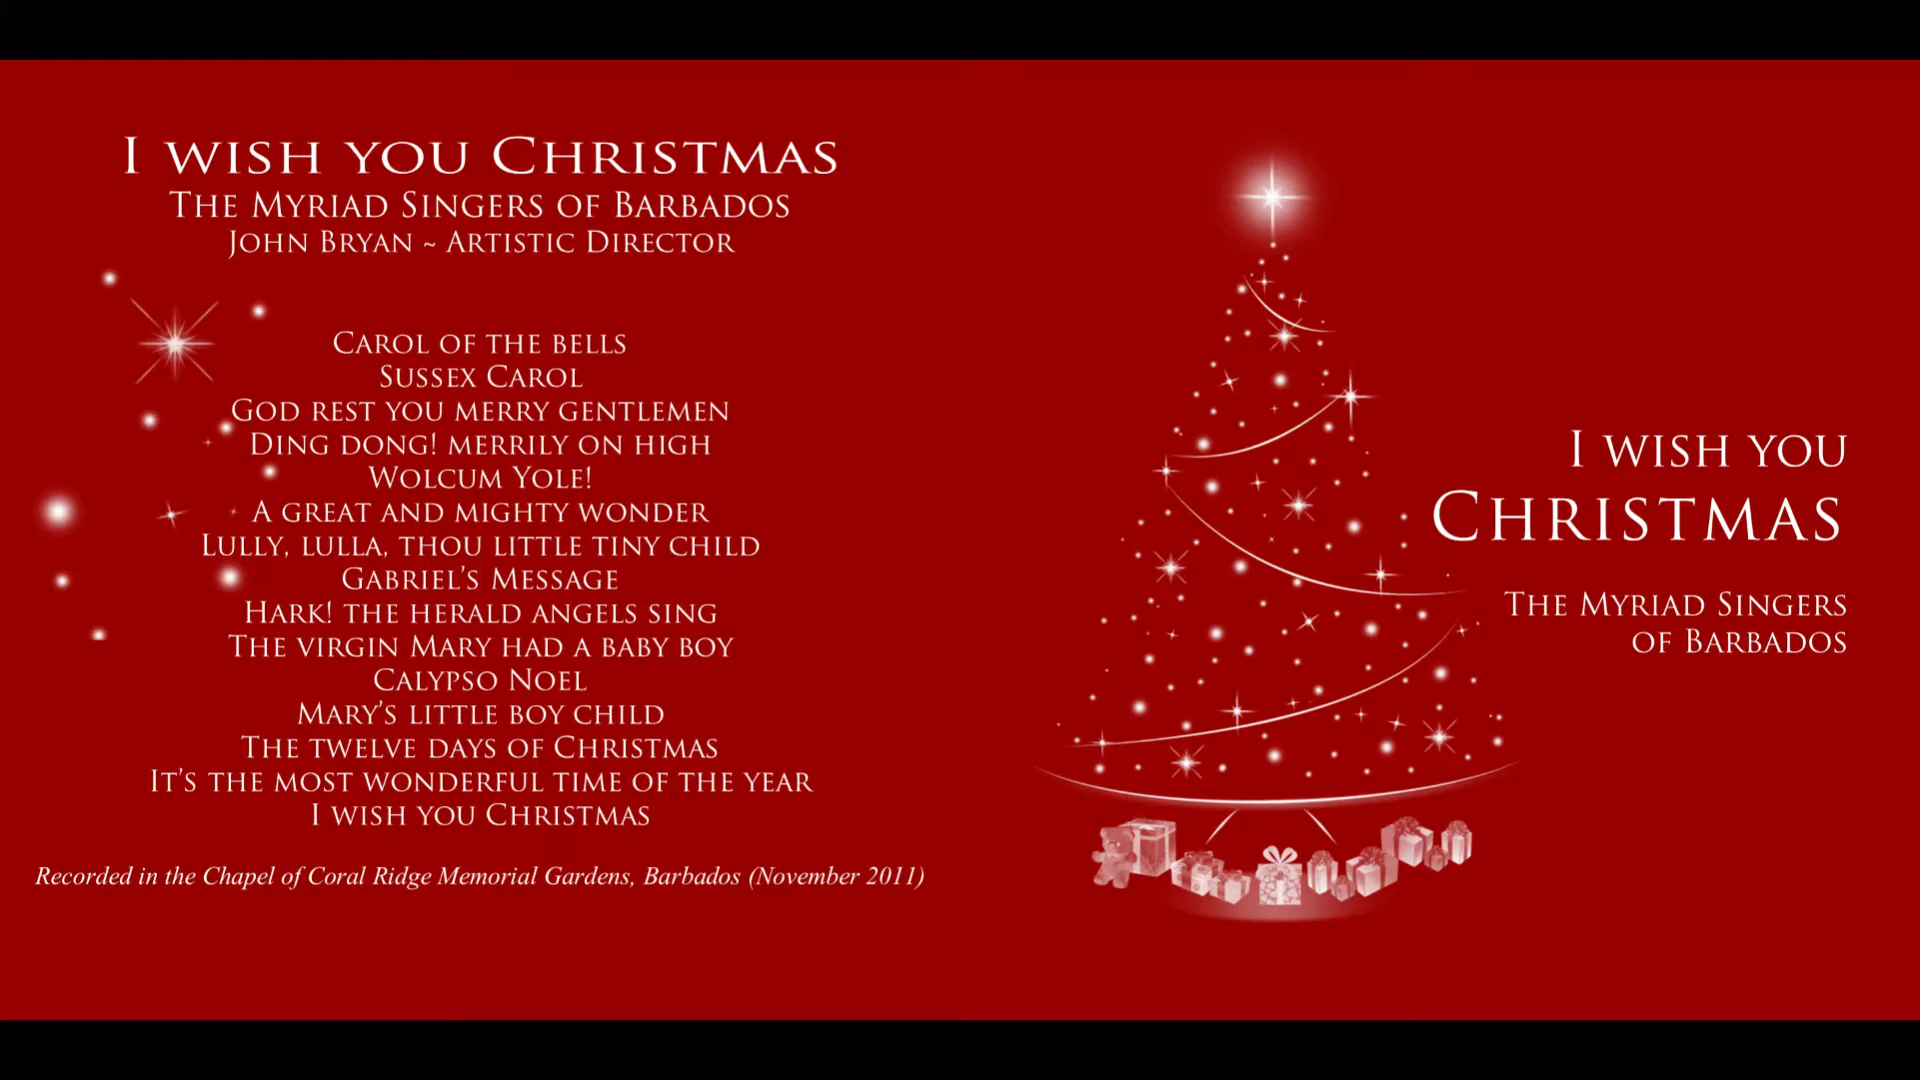 I wish you Christmas
The Myriad Singers of Barbados
John Bryan ~ Artistic Director
Carol of the bells
Sussex Carol
God rest you merry gentlemen
Ding dong! merrily on high
Wolcum Yole!
A great and mighty wonder
Lully, lulla, thou little tiny child
Gabriel's Message
Hark! the herald angels sing
The virgin Mary had a baby boy
Calypso Noel
Mary's little boy child
The twelve days of Christmas
It's the most wonderful time of the year
I wish you Christmas
Recorded in the Chapel of Coral Ridge Memorial Gardens, Barbados (November 2011)
I wish you
Christmas
The Myriad Singers
of Barbados